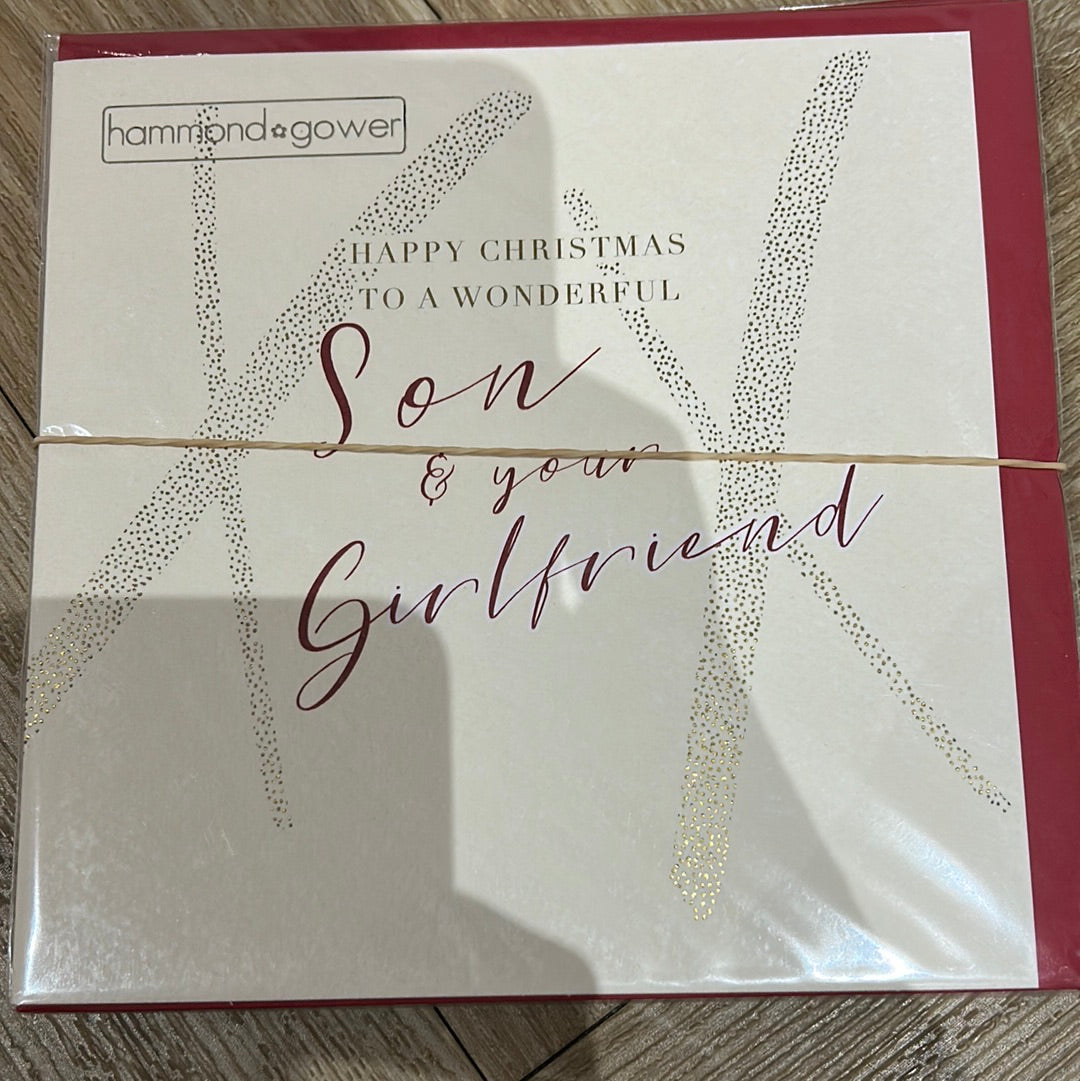 hammond gower
HAPPY CHRISTMAS
TO A WONDERFUL
Son
& your
Girlfriend